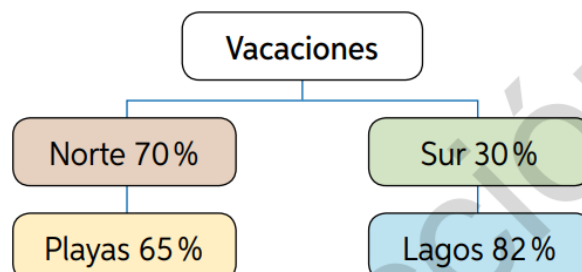 Vacaciones
Norte 70 %
Sur 30 %
Playas 65 %
Lagos 82 %